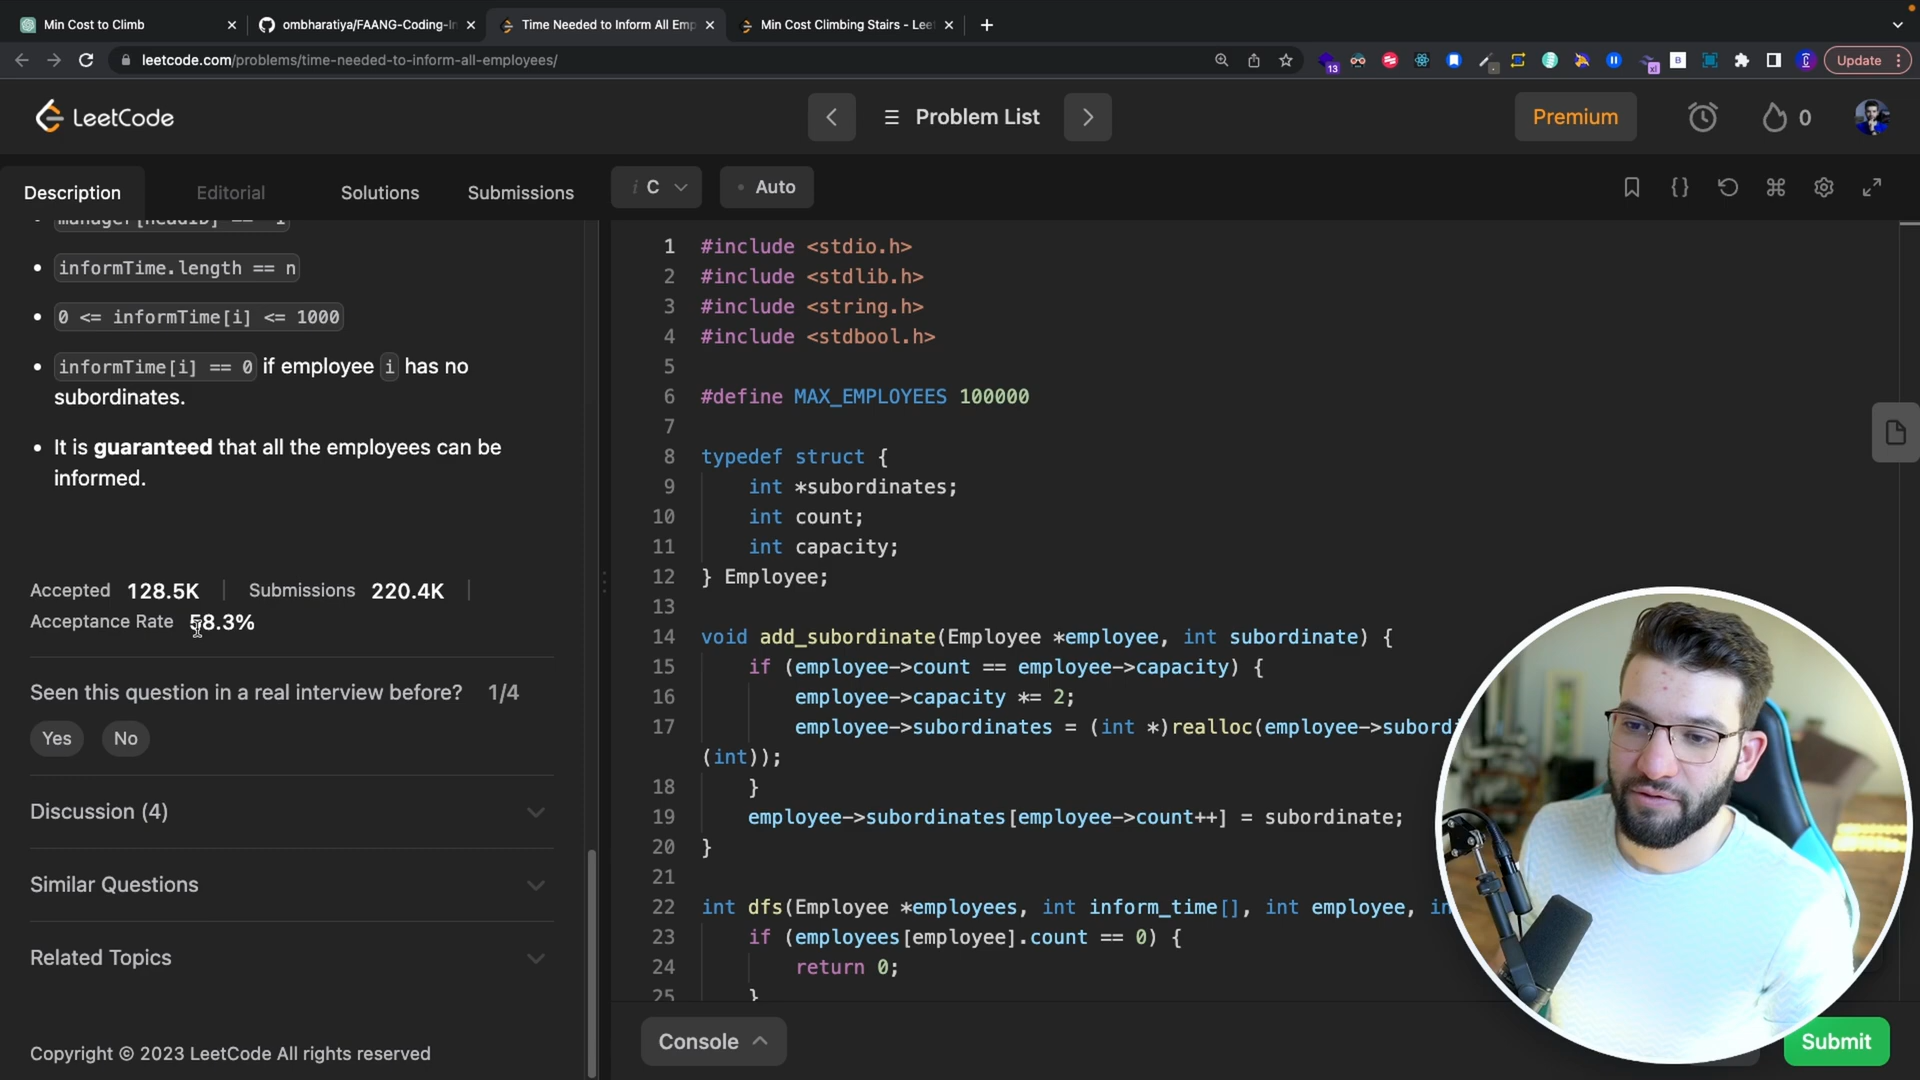 Min Cost to Climb
ombharatiya/FAANG-Coding-In
Time Needed to Inform All Emp
Min Cost Climbing Stairs - Leet
leetcode.com/problems/time-needed-to-inform-all-employees/
13
Update
LeetCode
Problem List
Premium
0
Description
Editorial
Solutions
Submissions
i C
Auto
informTime.length == n
0 <= informTime[i] <= 1000
informTime[i] == 0 if employee i has no
subordinates.
It is guaranteed that all the employees can be
informed.
Accepted 128.5K | Submissions 220.4K |
Acceptance Rate 58.3%
Seen this question in a real interview before? 1/4
Yes
No
Discussion (4)
Similar Questions
Related Topics
Copyright © 2023 LeetCode All rights reserved
1 #include <stdio.h>
2 #include <stdlib.h>
3 #include <string.h>
4 #include <stdbool.h>
5
6 #define MAX_EMPLOYEES 100000
7
8 typedef struct {
9 int *subordinates;
10 int count;
11 int capacity;
12 } Employee;
13
14 void add_subordinate(Employee *employee, int subordinate) {
15 if (employee->count == employee->capacity) {
16 employee->capacity *= 2;
17 employee->subordinates = (int *)realloc(employee->subordi
(int));
18 }
19 employee->subordinates[employee->count++] = subordinate;
20 }
21
22 int dfs(Employee *employees, int inform_time[], int employee, in
23 if (employees[employee].count == 0) {
24 return 0;
25 }
Console
Submit